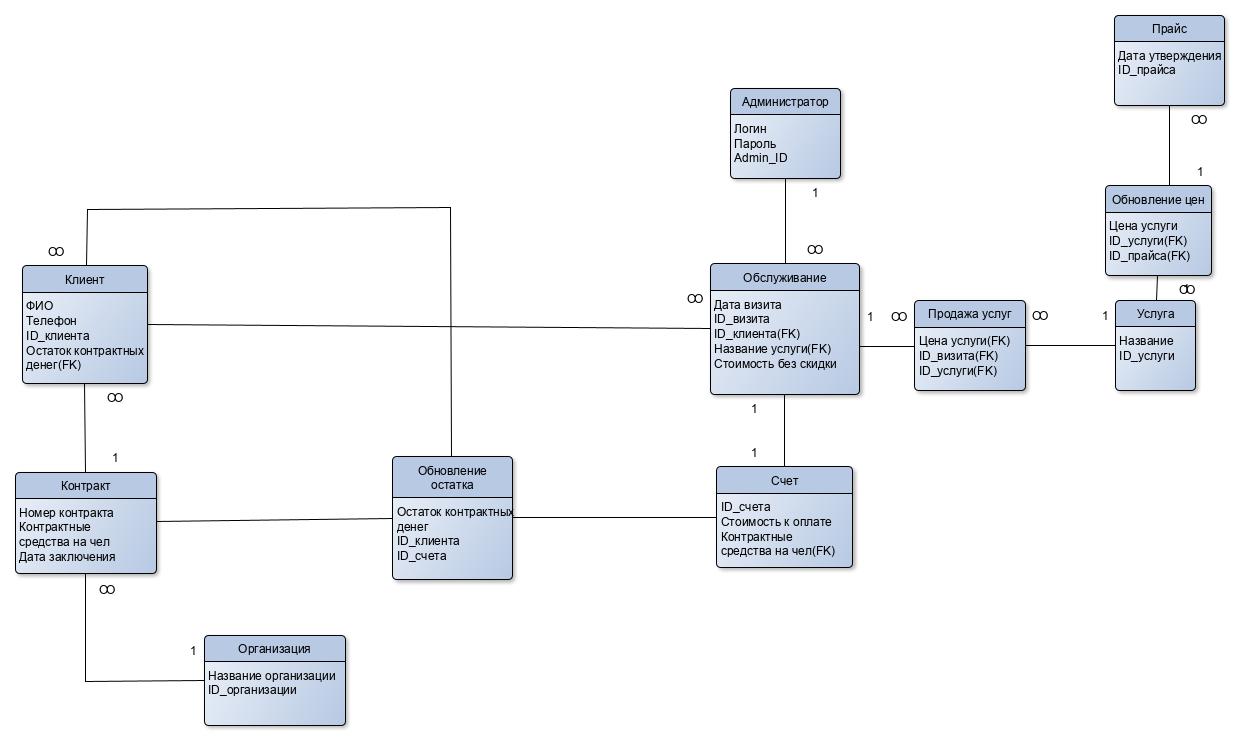 Прайс
Дата утверждения
ID_прайса
∞
1
Администратор
Логин
Пароль
Admin_ID
1
∞
Обновление цен
Цена услуги
ID_услуги(FK)
ID_прайса(FK)
∞
∞
Клиент
ФИО
Телефон
ID_клиента
Остаток контрактных
денег(FK)
∞
1
∞
Обслуживание
Дата визита
ID_визита
ID_клиента(FK)
Название услуги(FK)
Стоимость без скидки
1
∞
Продажа услуг
Цена услуги(FK)
ID_визита(FK)
ID_услуги(FK)
∞
1
Услуга
Название
ID_услуги
1
1
Контракт
Номер контракта
Контрактные
средства на чел
Дата заключения
∞
Обновление
остатка
Остаток контрактных
денег
ID_клиента
ID_счета
Счет
ID_счета
Стоимость к оплате
Контрактные
средства на чел(FK)
1
Организация
Название организации
ID_организации